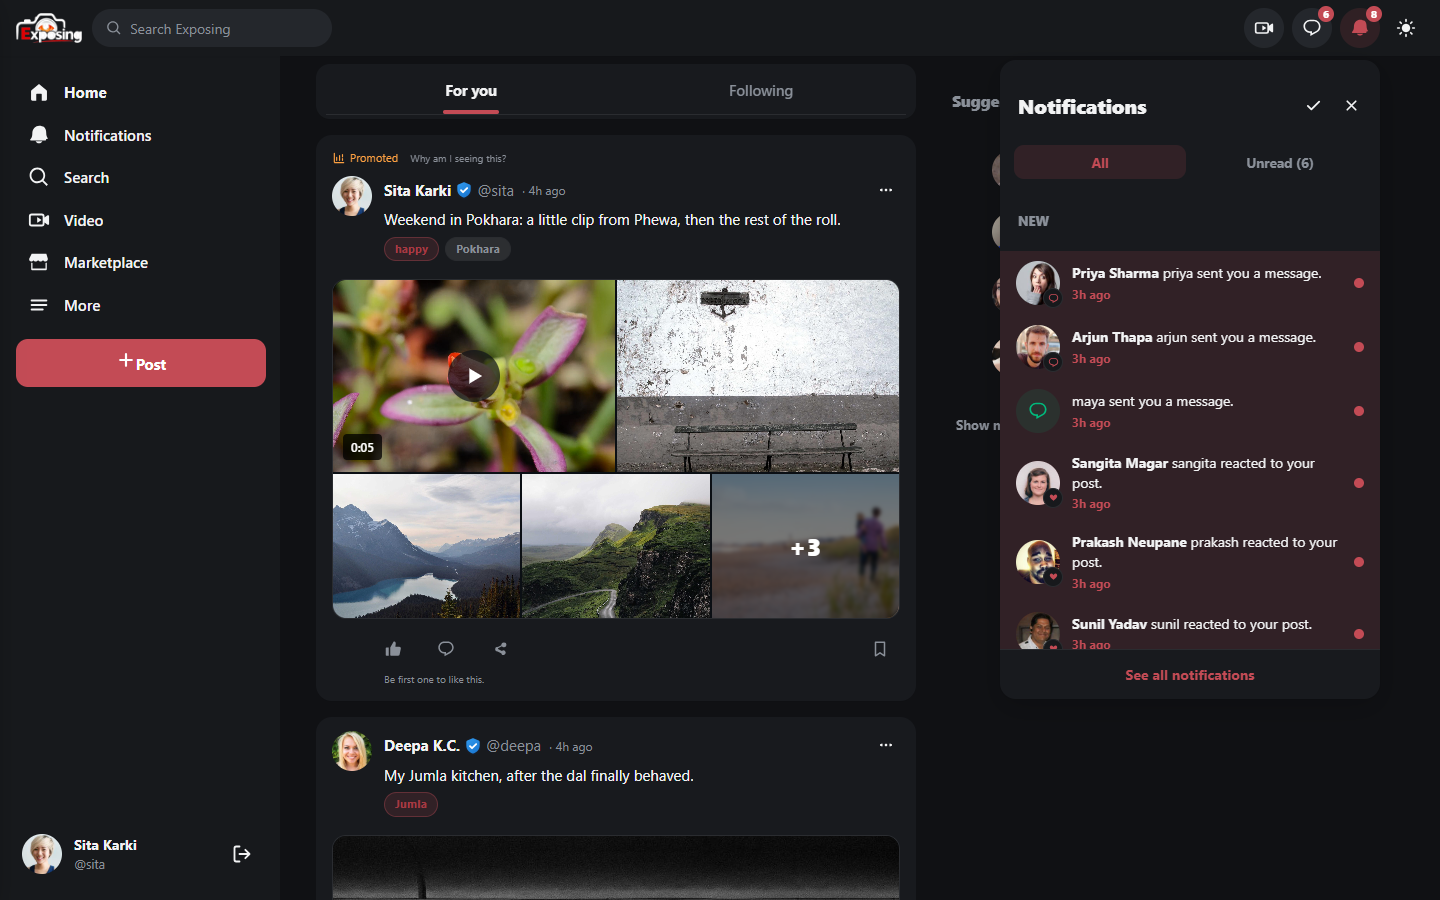 Exposing
Search Exposing
6
8
Home
Notifications
Search
Video
Marketplace
More
Post
Sita Karki
@sita
For you
Following
Promoted
Why am I seeing this?
Sita Karki @sita · 4h ago
Weekend in Pokhara: a little clip from Phewa, then the rest of the roll.
happy
Pokhara
0:05
+3
Be first one to like this.
Deepa K.C. @deepa · 4h ago
My Jumla kitchen, after the dal finally behaved.
Jumla
Notifications
All
Unread (6)
NEW
Priya Sharma priya sent you a message.
3h ago
Arjun Thapa arjun sent you a message.
3h ago
maya sent you a message.
3h ago
Sangita Magar sangita reacted to your
post.
3h ago
Prakash Neupane prakash reacted to your
post.
3h ago
Sunil Yadav sunil reacted to your post.
3h ago
See all notifications
Show